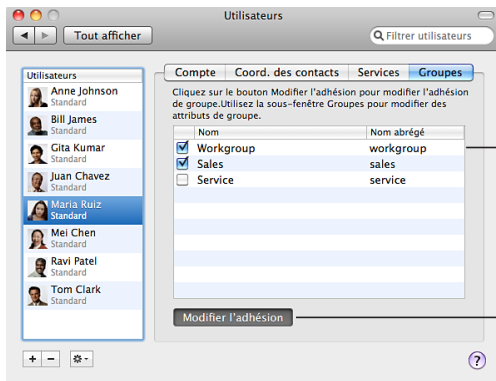 Utilisateurs
Tout afficher
Filtrer utilisateurs
Utilisateurs
Anne Johnson
Standard
Bill James
Standard
Gita Kumar
Standard
Juan Chavez
Standard
Maria Ruiz
Standard
Mei Chen
Standard
Ravi Patel
Standard
Tom Clark
Standard
Compte Coord. des contacts Services Groupes
Cliquez sur le bouton Modifier l'adhésion pour modifier l'adhésion
de groupe.Utilisez la sous-fenêtre Groupes pour modifier des
attributs de groupe.
Nom Nom abrégé
Workgroup workgroup
Sales sales
Service service
Modifier l'adhésion
+ − ?